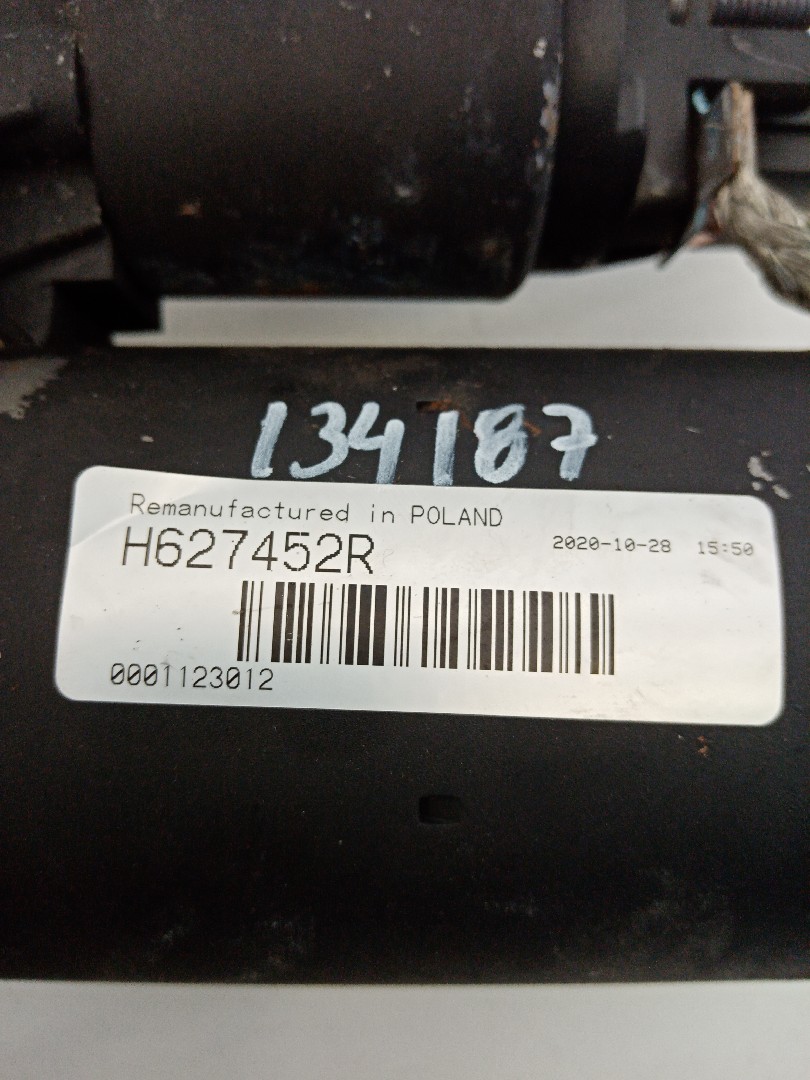 134187
Remanufactured in POLAND
H627452R
2020-10-28 15:50
0001123012